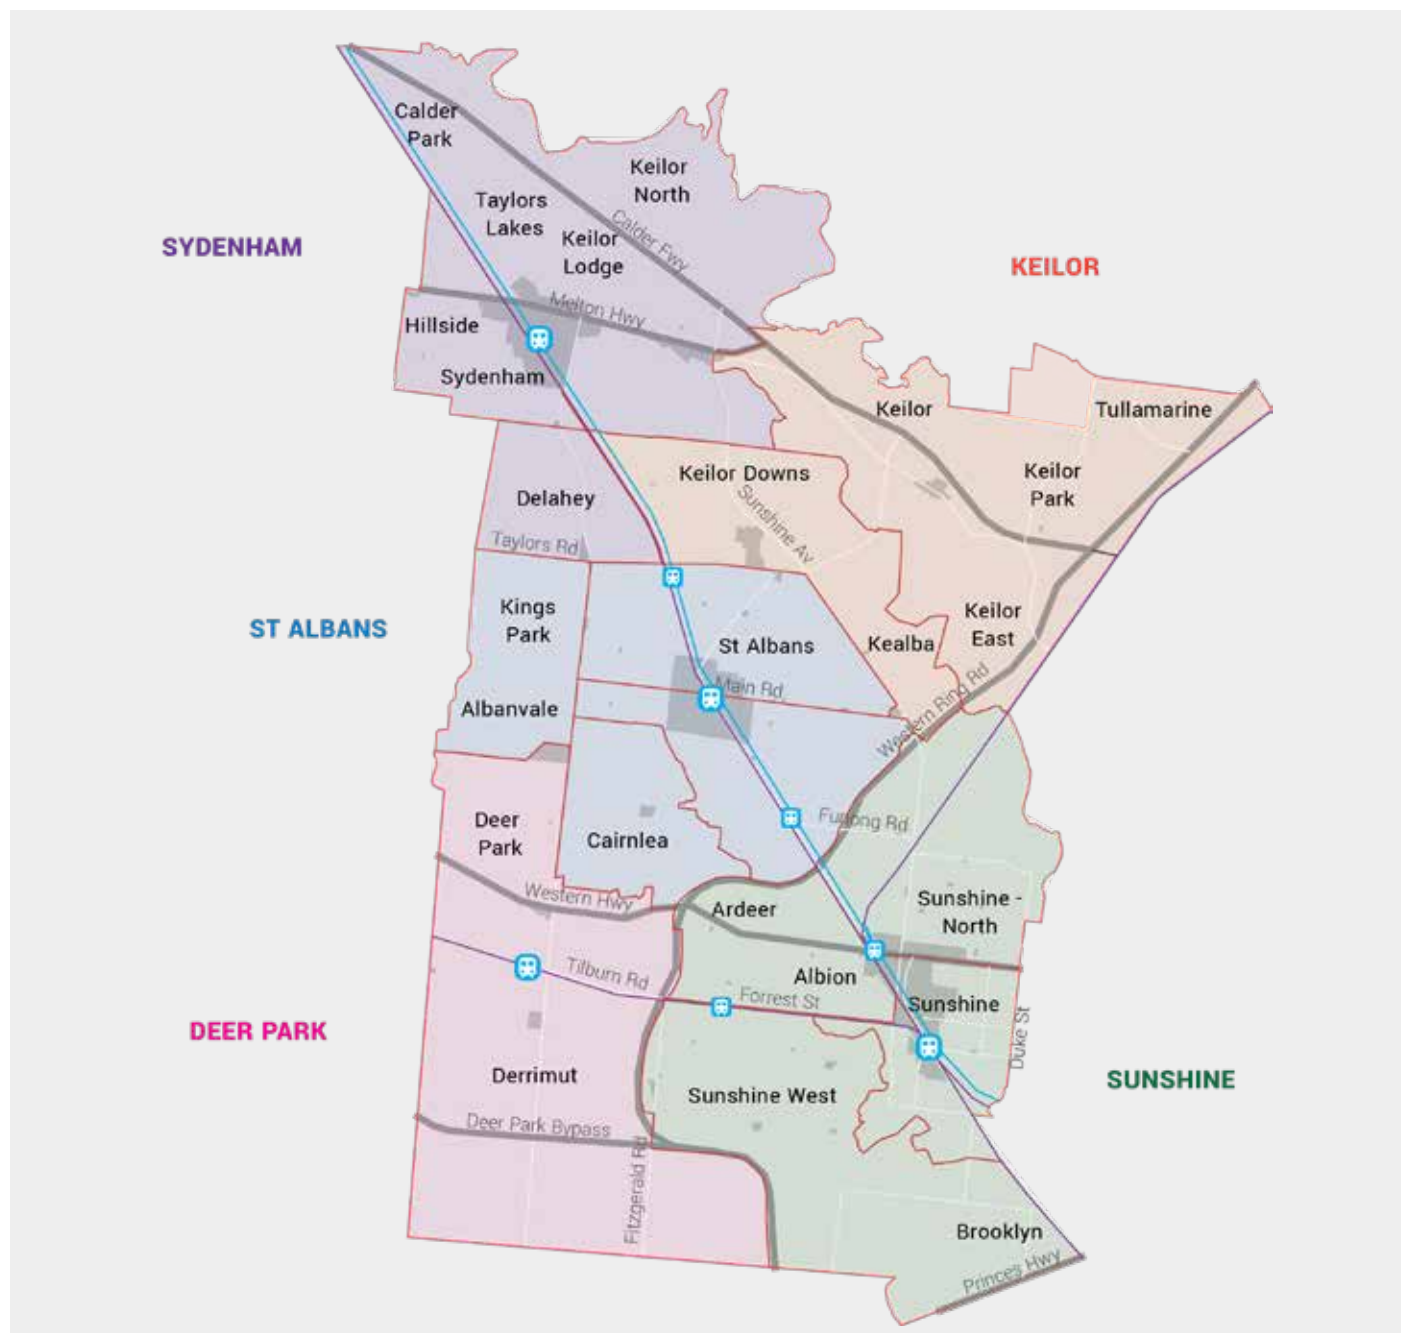 Calder
Park
Keilor
North
Taylors
Lakes
Keilor
Lodge
Calder Fwy
SYDENHAM
KEILOR
Melton Hwy
Hillside
Sydenham
Keilor
Tullamarine
Keilor Downs
Keilor
Park
Delahey
Sunshine Av
Taylors Rd
Kings
Park
Keilor
East
ST ALBANS
St Albans
Kealba
Main Rd
Albanvale
Western Ring Rd
Deer
Park
Furlong Rd
Cairnlea
Western Hwy
Ardeer
Sunshine -
North
Tilburn Rd
Albion
Forrest St
Sunshine
DEER PARK
Duke St
Derrimut
Sunshine West
SUNSHINE
Deer Park Bypass
Fitzgerald Rd
Brooklyn
Princes Hwy